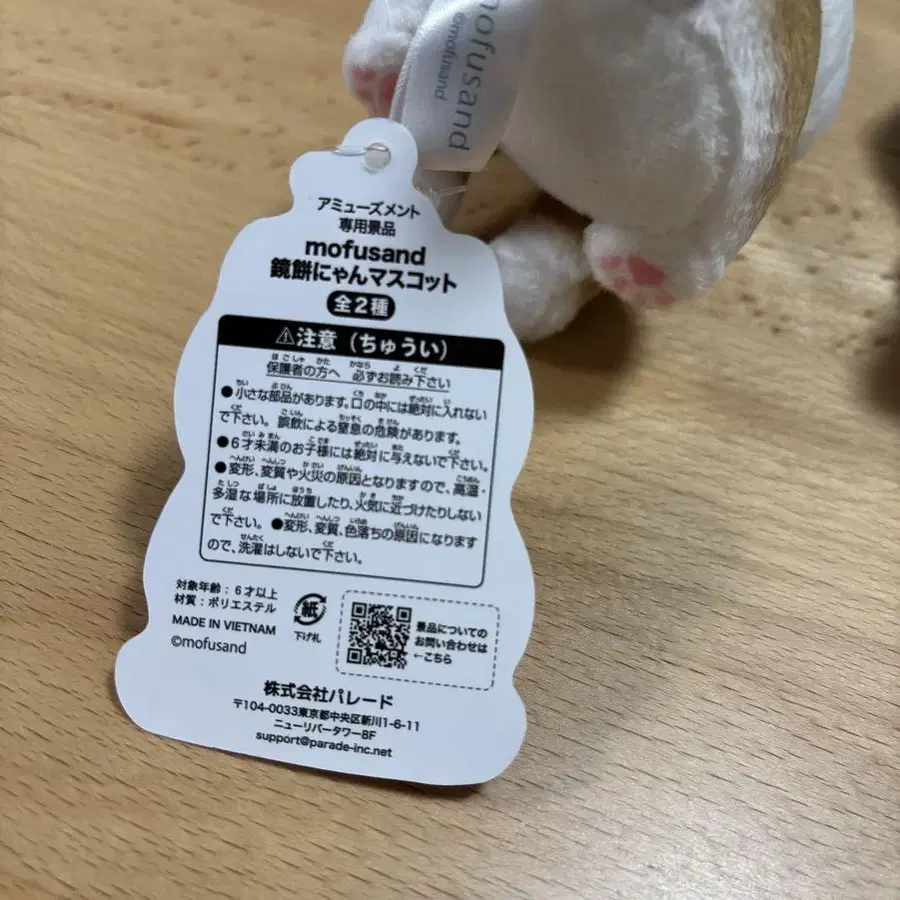 mofusand
©mofusand
アミューズメント
専用景品
mofusand
鏡餅にゃんマスコット
全2種
⚠注意（ちゅうい）
保護者の方へ 必ずお読み下さい
●小さな部品があります。口の中には絶対に入れない
で下さい。誤飲による窒息の危険があります。
●6才未満のお子様には絶対に与えないで下さい。
●変形、変質や火災の原因となりますので、高温・
多湿な場所に放置したり、火気に近づけたりしない
で下さい。●変形、変質、色落ちの原因になります
ので、洗濯はしないで下さい。
対象年齢：6才以上
材質：ポリエステル
MADE IN VIETNAM
©mofusand
紙
下げ札
景品についての
お問い合わせは
←こちら
株式会社パレード
〒104-0033東京都中央区新川1-6-11
ニューリバータワー8F
support@parade-inc.net